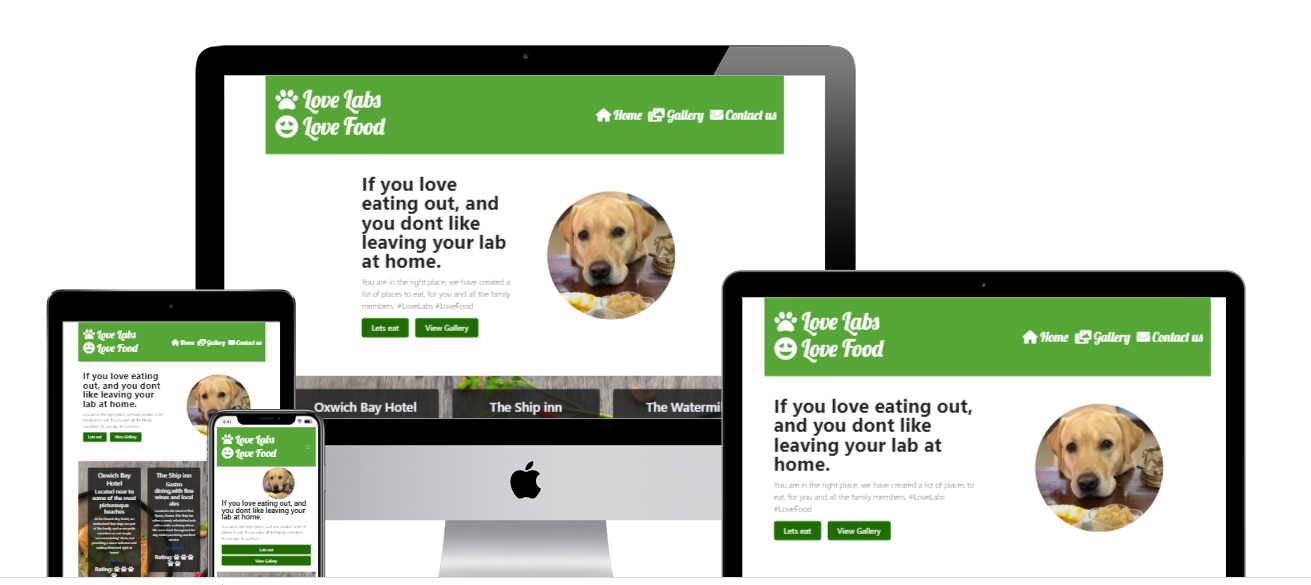 Love Labs
Love Food
Home Gallery Contact us
If you love
eating out, and
you dont like
leaving your lab
at home.
You are in the right place, we have created a
list of places to eat, for you and all the family
members. #LoveLabs #LoveFood
Lets eat View Gallery
Oxwich Bay Hotel The Ship inn The Watermi
Love Labs
Love Food
Home Gallery Contact us
If you love eating
out, and you dont
like leaving your
lab at home.
Lets eat View Gallery
Oxwich Bay
Hotel
Located near to
some of the most
picturesque
beaches
The Ship inn
Gastro
dining with fine
wines and local
ales
Rating:
Rating:
Love Labs
Love Food
If you love eating out, and
you dont like leaving your
lab at home.
Lets eat
View Gallery
Love Labs
Love Food
Home Gallery Contact us
If you love eating out,
and you dont like
leaving your lab at
home.
You are in the right place, we have created a list of places to
eat, for you and all the family members. #LoveLabs
#LoveFood
Lets eat View Gallery